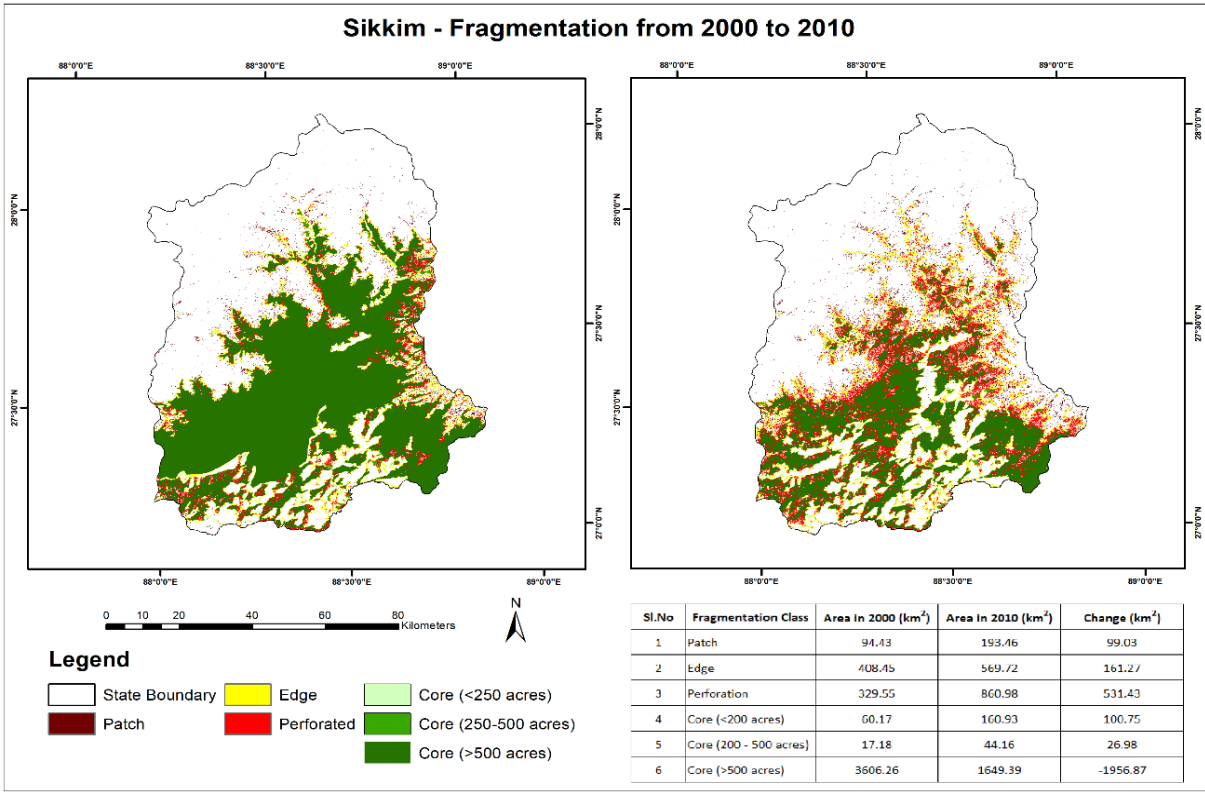 Sikkim - Fragmentation from 2000 to 2010
88°0'0"E 88°30'0"E 89°0'0"E
88°0'0"E 88°30'0"E 89°0'0"E
28°0'0"N 28°0'0"N
28°0'0"N 28°0'0"N
27°30'0"N 27°30'0"N
27°30'0"N 27°30'0"N
27°0'0"N 27°0'0"N
88°0'0"E 88°30'0"E 89°0'0"E
88°0'0"E 88°30'0"E 89°0'0"E
0 10 20 40 60 80
Kilometers
N
Legend
State Boundary Edge Core (<250 acres)
Patch Perforated Core (250-500 acres)
Core (>500 acres)
Sl.No Fragmentation Class Area in 2000 (km²) Area in 2010 (km²) Change (km²)
1 Patch 94.43 193.46 99.03
2 Edge 408.45 569.72 161.27
3 Perforation 329.55 860.98 531.43
4 Core (<200 acres) 60.17 160.93 100.75
5 Core (200 - 500 acres) 17.18 44.16 26.98
6 Core (>500 acres) 3606.26 1649.39 -1956.87